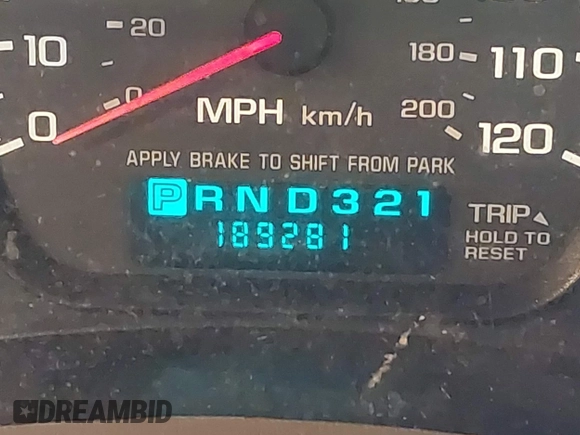 20
180
10
110
0
0
MPH km/h
200
120
APPLY BRAKE TO SHIFT FROM PARK
P R N D 3 2 1
189281
TRIP
HOLD TO
RESET
DREAMBID